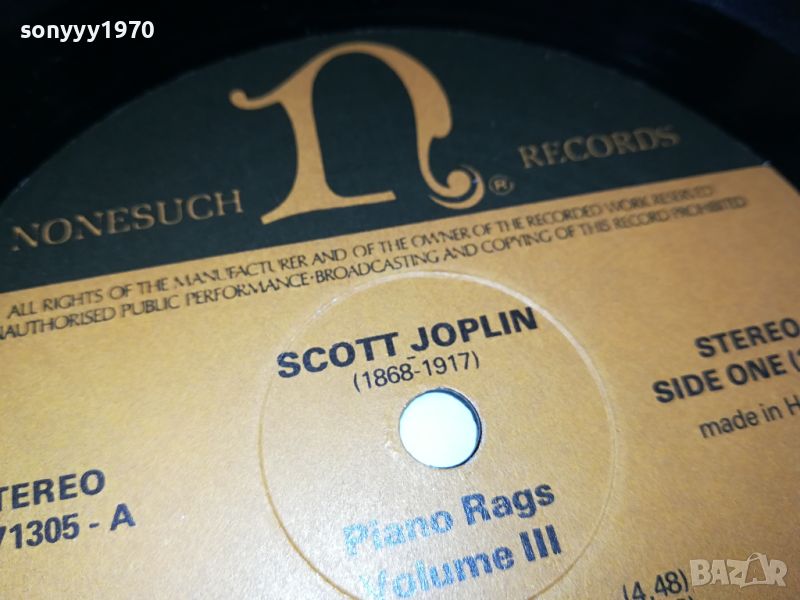 sonyyy1970
n
NONESUCH ® RECORDS
ALL RIGHTS OF THE MANUFACTURER AND OF THE OWNER OF THE RECORDED WORK RESERVED
NAUTHORISED PUBLIC PERFORMANCE·BROADCASTING AND COPYING OF THIS RECORD PROHIBITED
SCOTT JOPLIN
(1868-1917)
STEREO
SIDE ONE (
made in H
TEREO
71305 - A
Piano Rags
Volume III
(4,48)
BAZAR